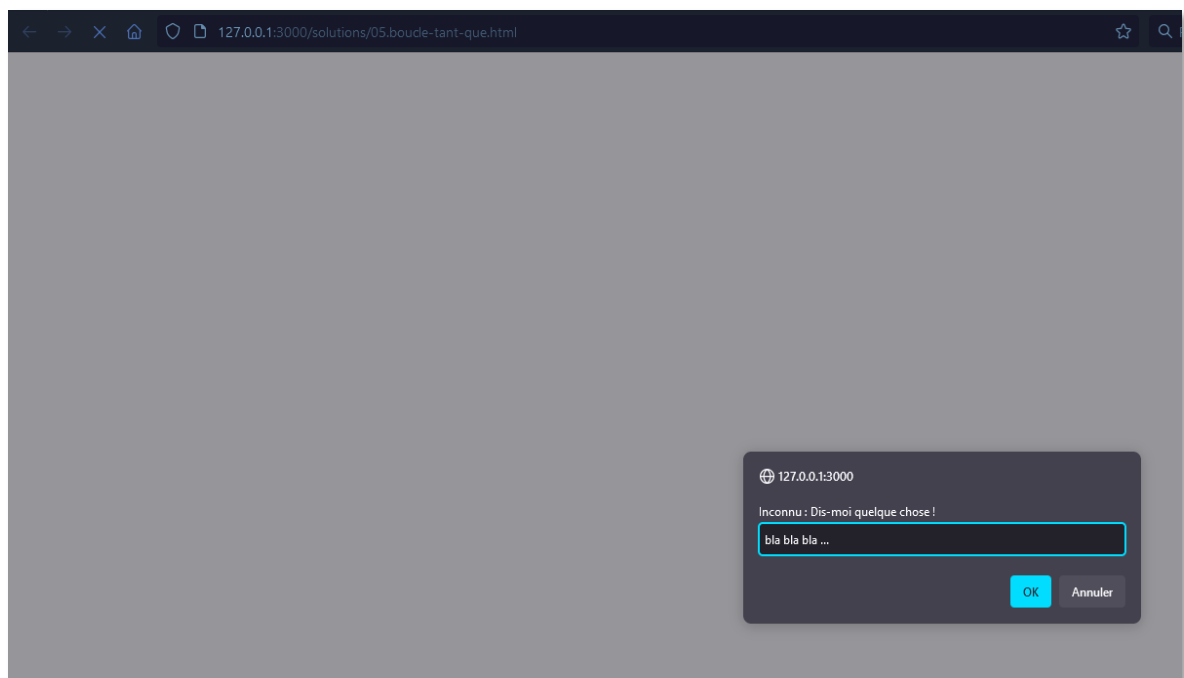 127.0.0.1:3000/solutions/05.boucle-tant-que.html
127.0.0.1:3000
Inconnu : Dis-moi quelque chose !
bla bla bla ...
OK Annuler